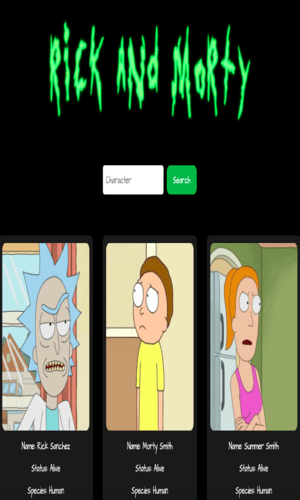 Rick and Morty
Character
Search
Name: Rick Sanchez
Status: Alive
Species: Human
Name: Morty Smith
Status: Alive
Species: Human
Name: Summer Smith
Status: Alive
Species: Human